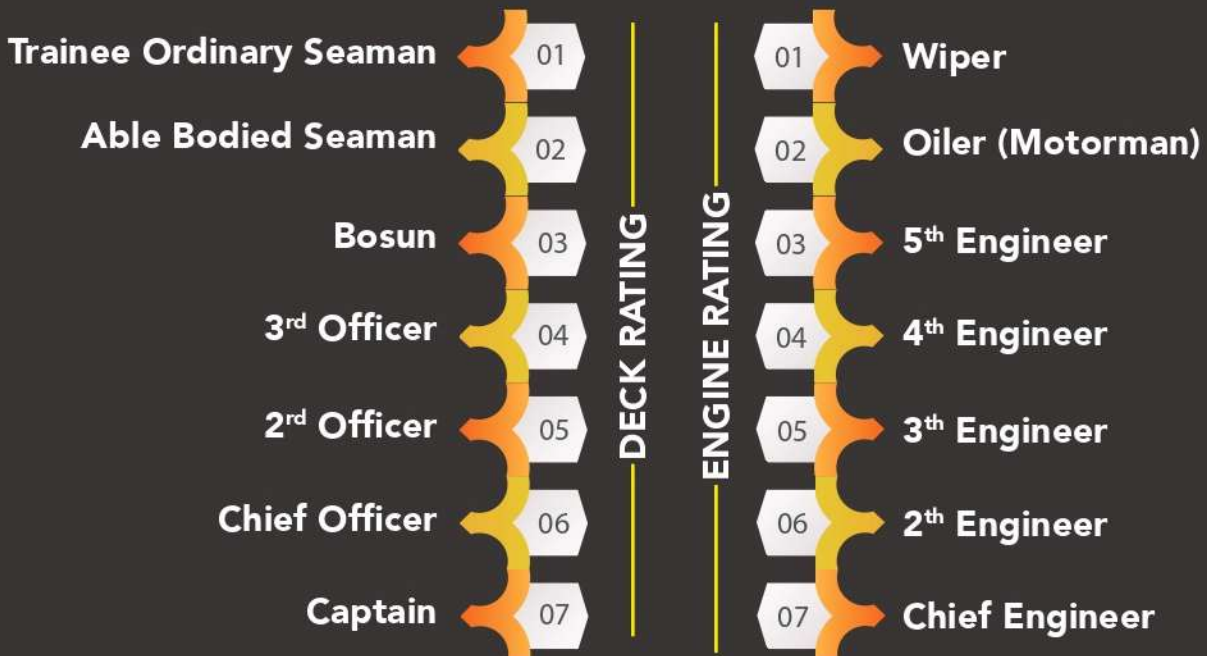 Trainee Ordinary Seaman
01
Able Bodied Seaman
02
Bosun
03
3rd Officer
04
2rd Officer
05
Chief Officer
06
Captain
07
DECK RATING
ENGINE RATING
01
Wiper
02
Oiler (Motorman)
03
5th Engineer
04
4th Engineer
05
3th Engineer
06
2th Engineer
07
Chief Engineer